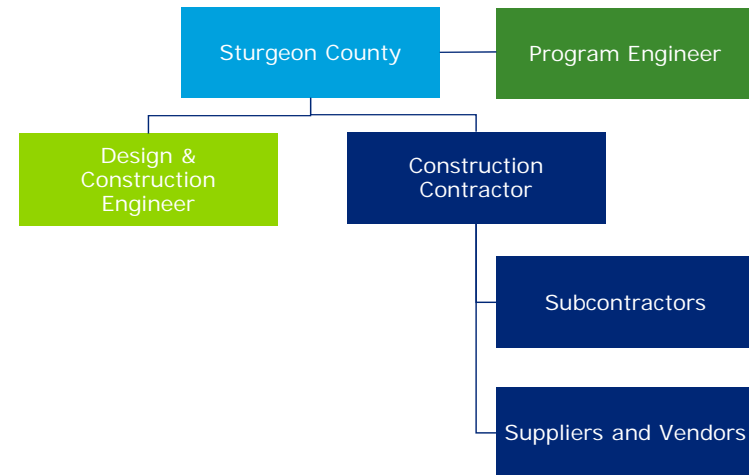 Sturgeon County
Program Engineer
Design &
Construction
Engineer
Construction
Contractor
Subcontractors
Suppliers and Vendors